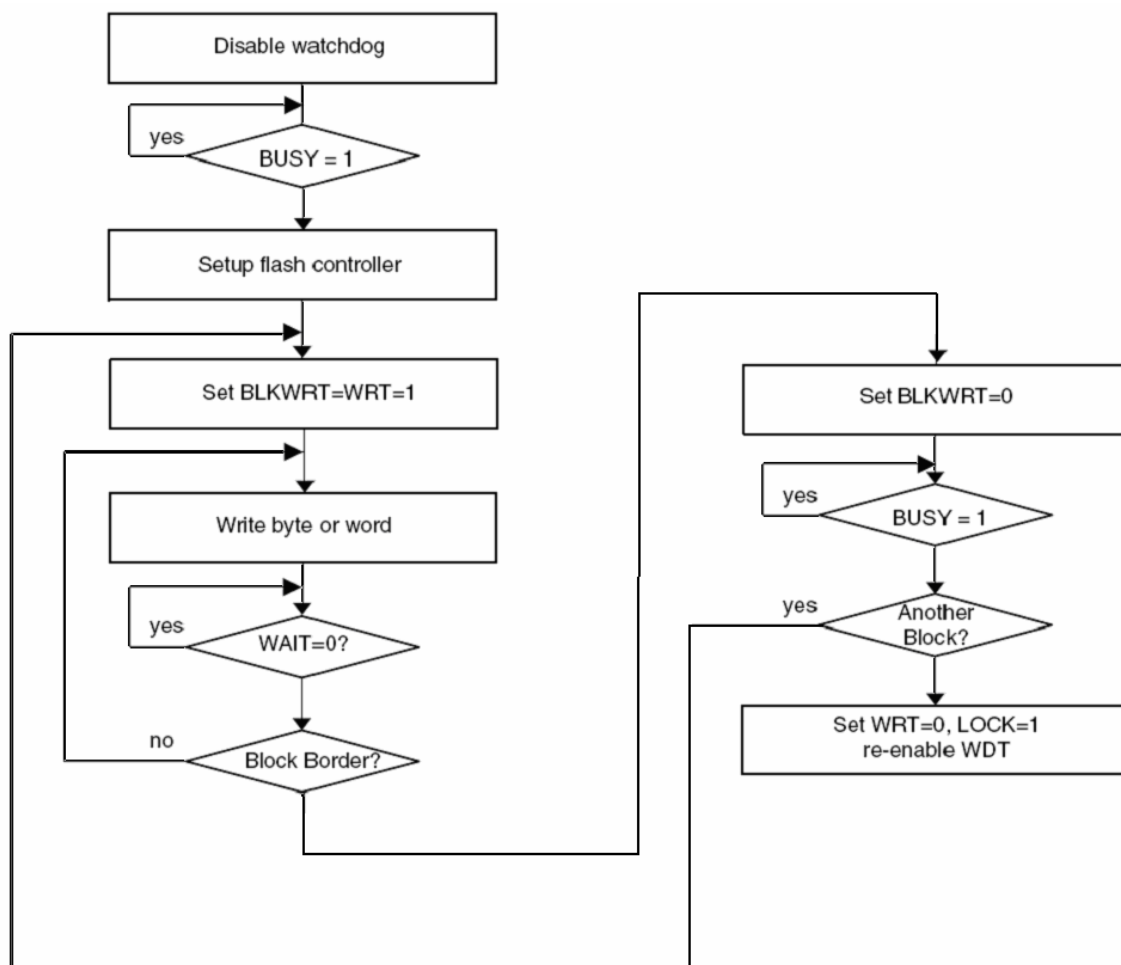 Disable watchdog
yes
BUSY = 1
Setup flash controller
Set BLKWRT=WRT=1
Write byte or word
yes
WAIT=0?
no
Block Border?
Set BLKWRT=0
yes
BUSY = 1
yes
Another
Block?
Set WRT=0, LOCK=1
re-enable WDT